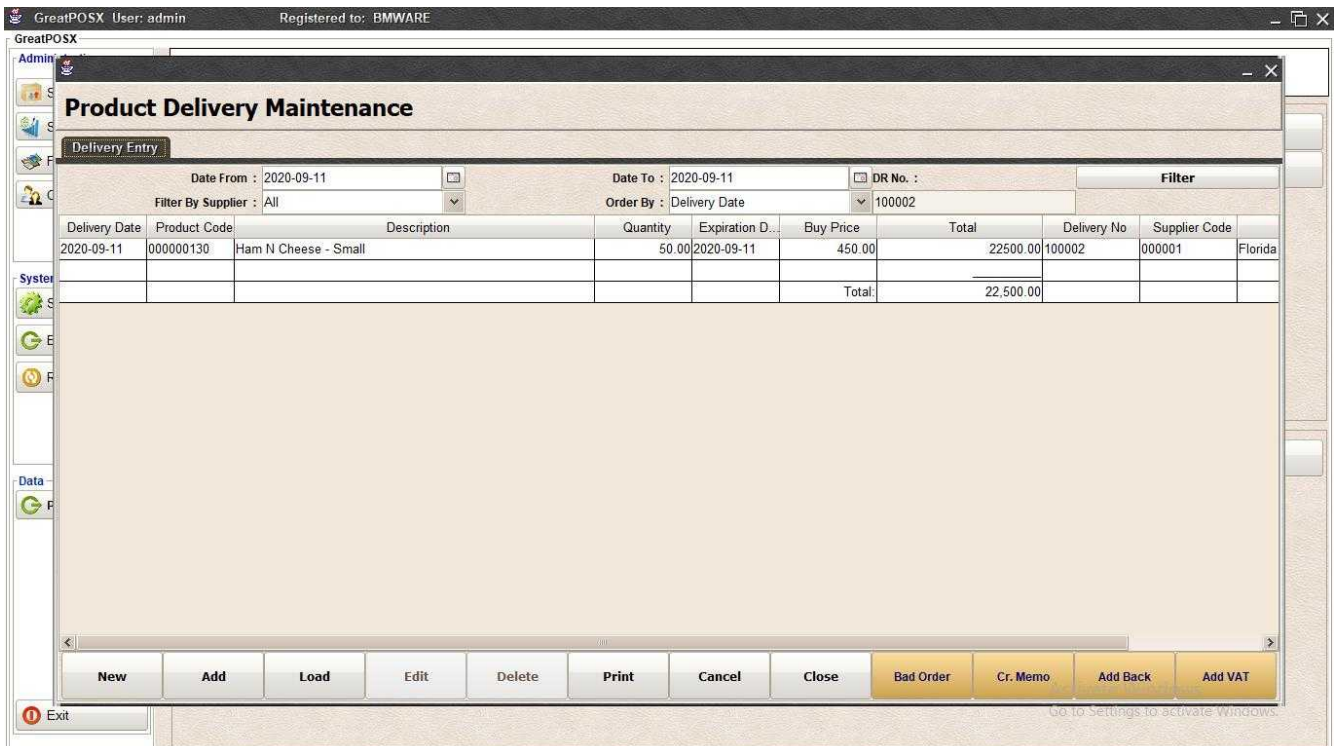 GreatPOSX User: admin Registered to: BMWARE
GreatPOSX
Product Delivery Maintenance
Delivery Entry
Date From : 2020-09-11 Date To : 2020-09-11 DR No. : Filter
Filter By Supplier : All Order By : Delivery Date 100002
Delivery Date Product Code Description Quantity Expiration D... Buy Price Total Delivery No Supplier Code
2020-09-11 000000130 Ham N Cheese - Small 50.00 2020-09-11 450.00 22500.00 100002 000001 Florida
Total: 22,500.00
System
Data
New Add Load Edit Delete Print Cancel Close Bad Order Cr. Memo Add Back Add VAT
Activate Windows
Go to Settings to activate Windows.
Exit